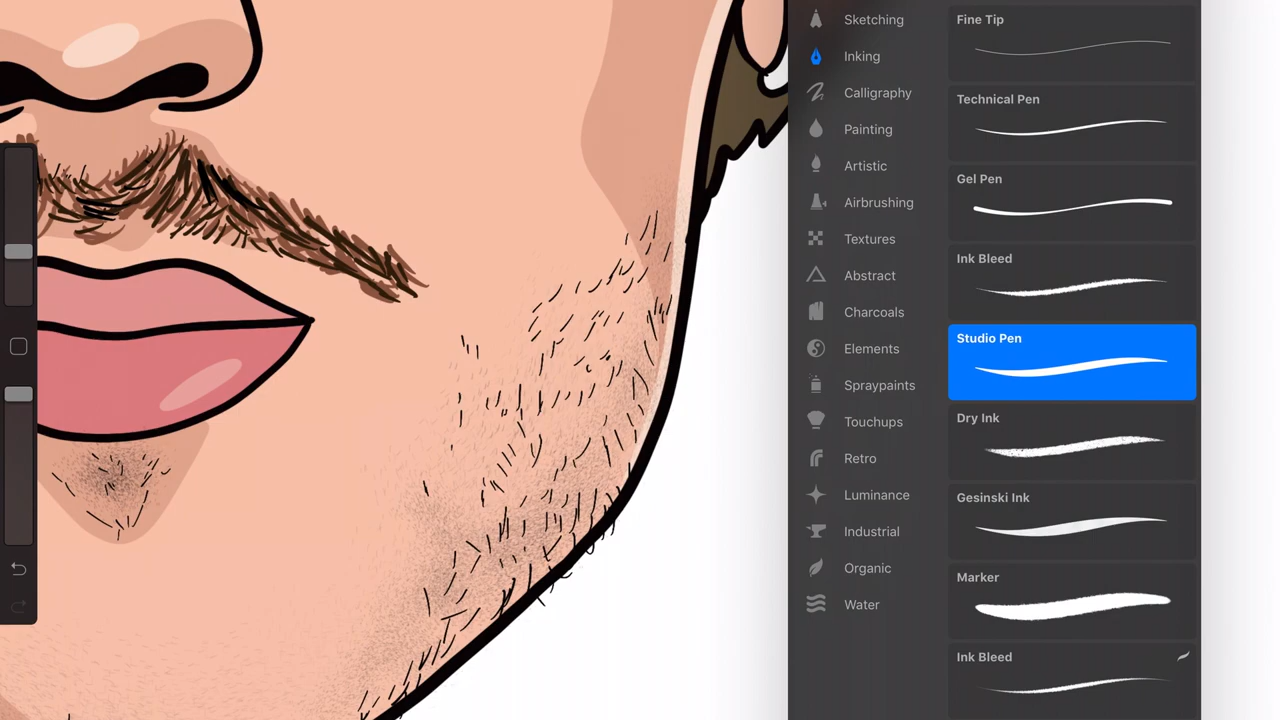 Sketching
Inking
Calligraphy
Painting
Artistic
Airbrushing
Textures
Abstract
Charcoals
Elements
Spraypaints
Touchups
Retro
Luminance
Industrial
Organic
Water
Fine Tip
Technical Pen
Gel Pen
Ink Bleed
Studio Pen
Dry Ink
Gesinski Ink
Marker
Ink Bleed